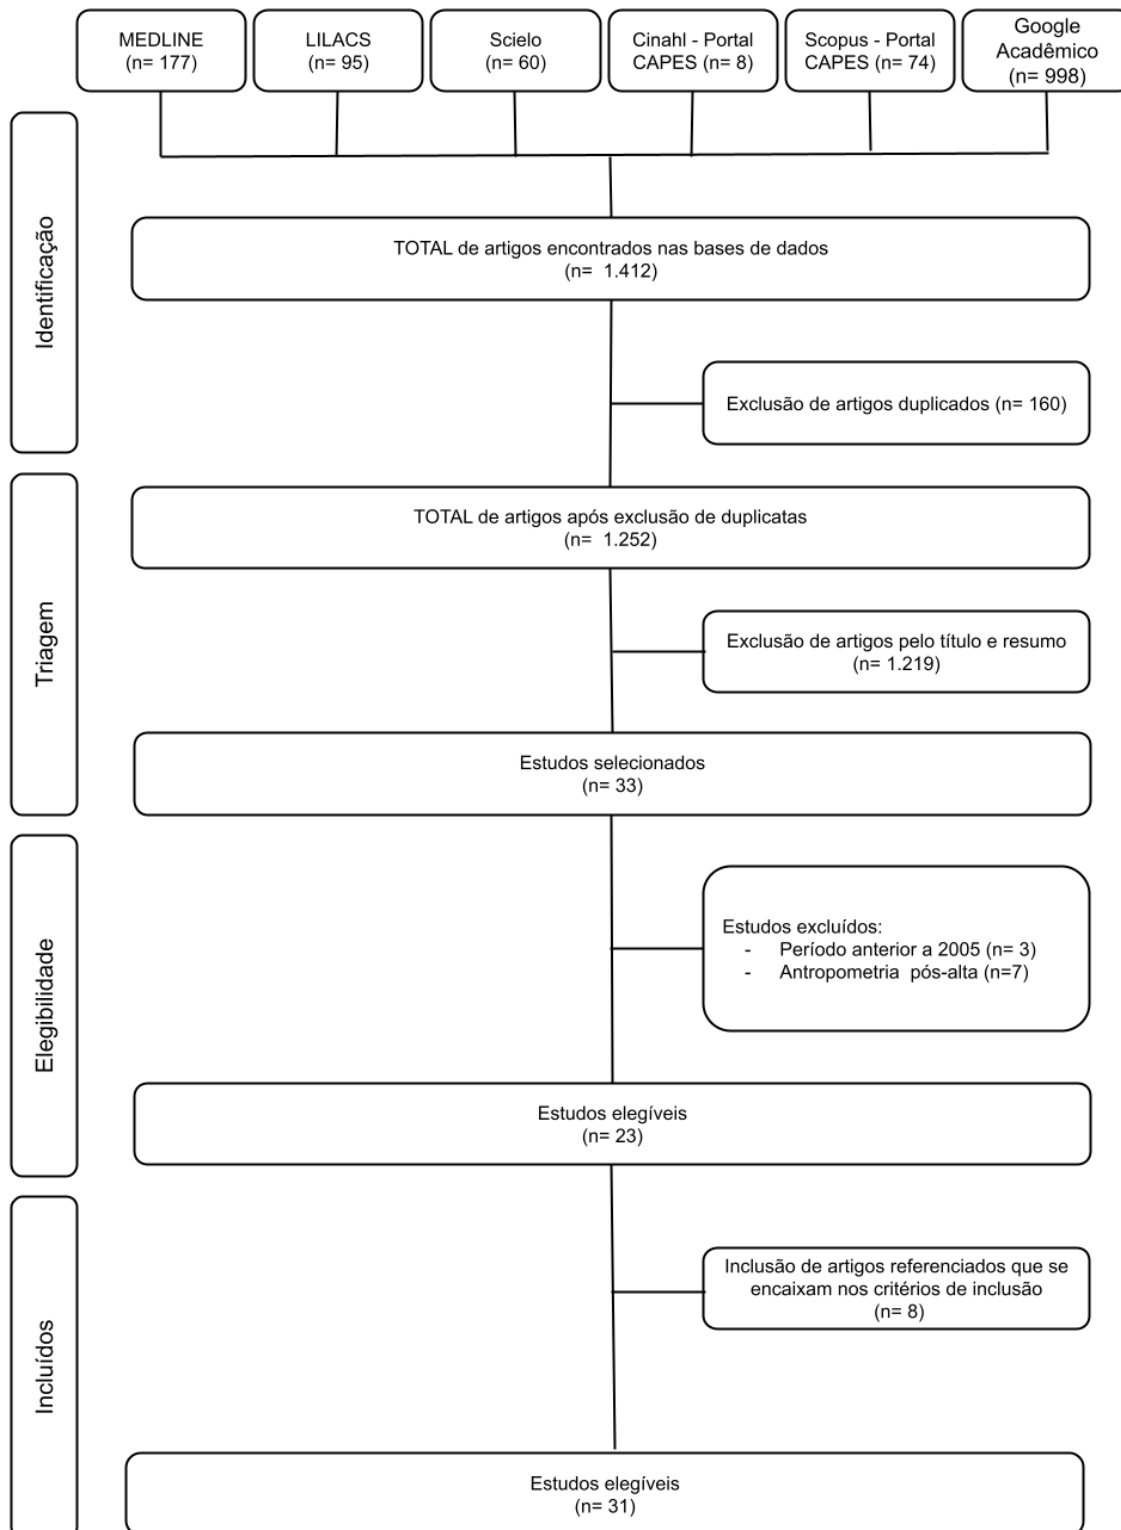 MEDLINE
(n= 177)
LILACS
(n= 95)
Scielo
(n= 60)
Cinahl - Portal
CAPES (n= 8)
Scopus - Portal
CAPES (n= 74)
Google
Acadêmico
(n= 998)
Identificação
TOTAL de artigos encontrados nas bases de dados
(n=  1.412)
Exclusão de artigos duplicados (n= 160)
Triagem
TOTAL de artigos após exclusão de duplicatas
(n=  1.252)
Exclusão de artigos pelo título e resumo
(n= 1.219)
Estudos selecionados
(n= 33)
Elegibilidade
Estudos excluídos:
- Período anterior a 2005 (n= 3)
- Antropometria  pós-alta (n=7)
Estudos elegíveis
(n= 23)
Incluídos
Inclusão de artigos referenciados que se
encaixam nos critérios de inclusão
(n= 8)
Estudos elegíveis
(n= 31)